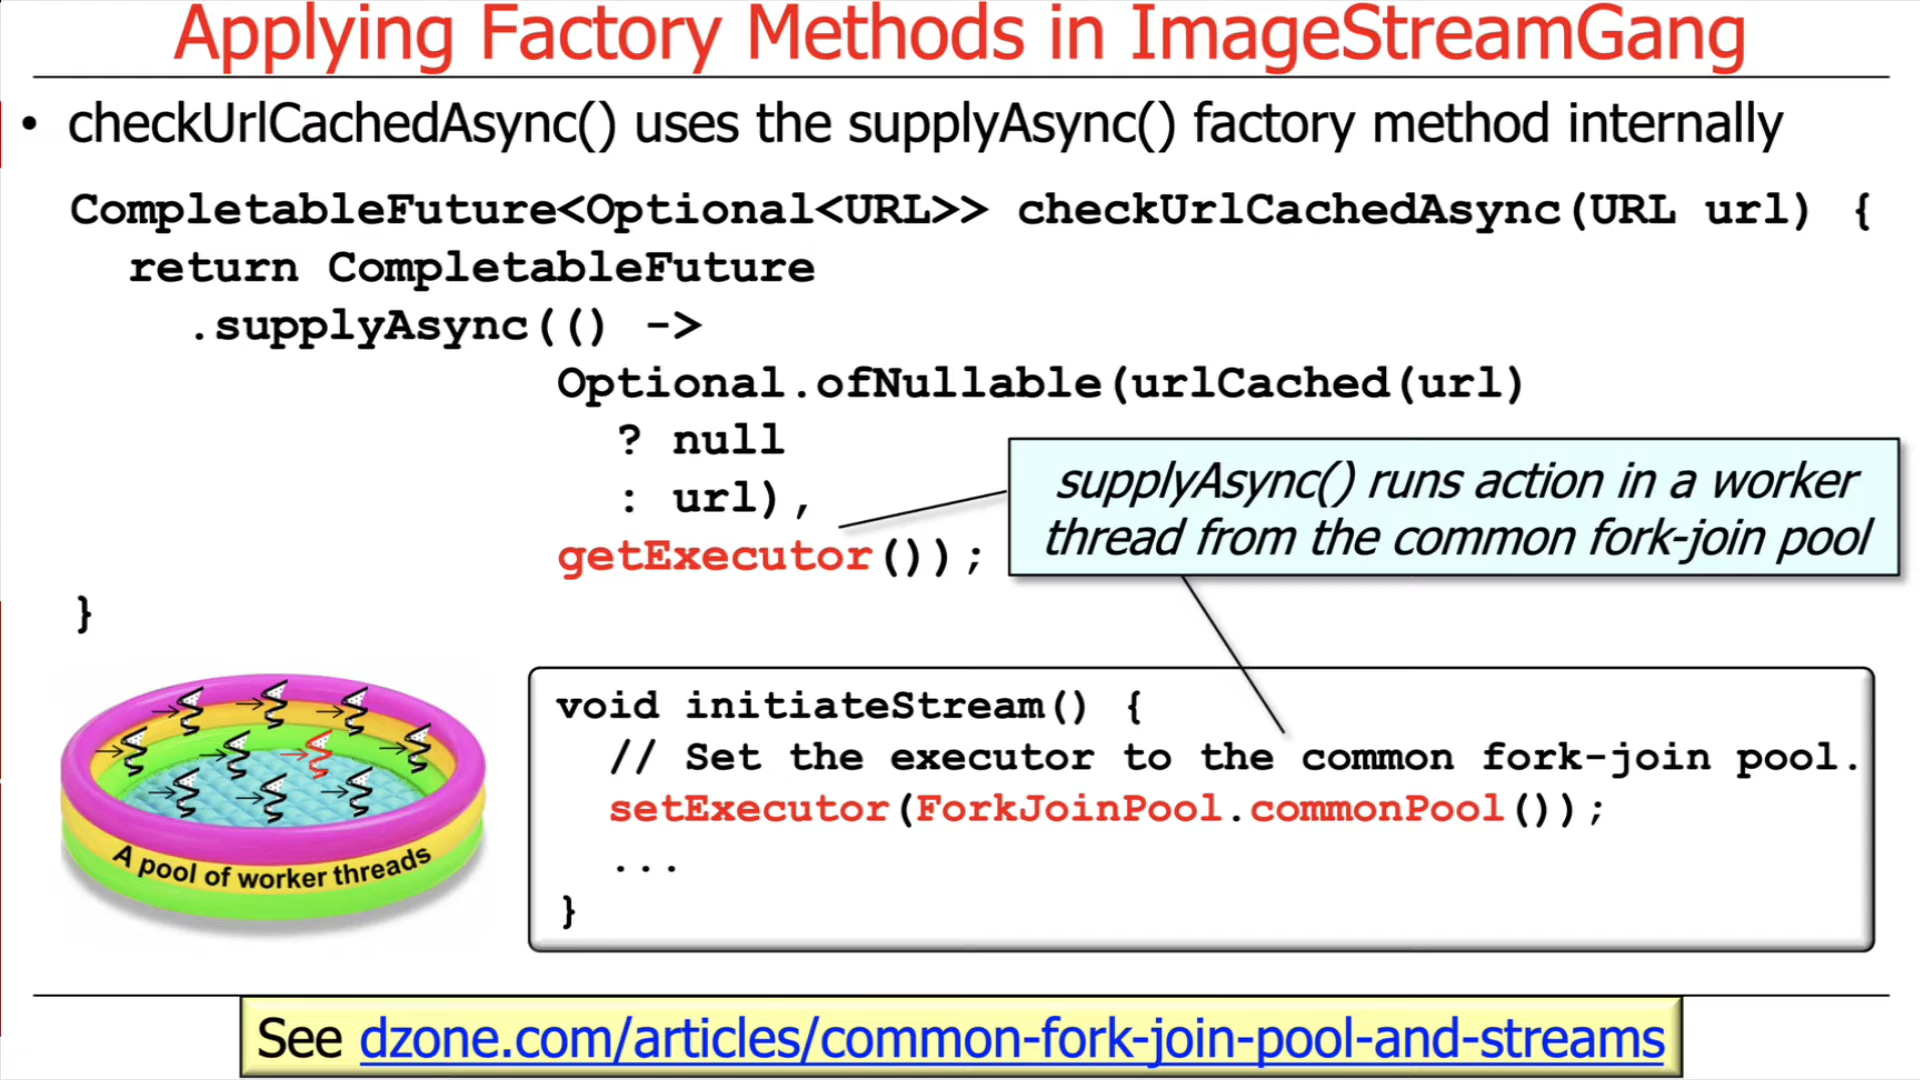 Applying Factory Methods in ImageStreamGang
• checkUrlCachedAsync() uses the supplyAsync() factory method internally
CompletableFuture<Optional<URL>> checkUrlCachedAsync(URL url) {
return CompletableFuture
.supplyAsync(() ->
Optional.ofNullable(urlCached(url)
? null
: url),
getExecutor());
}
supplyAsync() runs action in a worker
thread from the common fork-join pool
A pool of worker threads
void initiateStream() {
// Set the executor to the common fork-join pool.
setExecutor(ForkJoinPool.commonPool());
...
}
See dzone.com/articles/common-fork-join-pool-and-streams